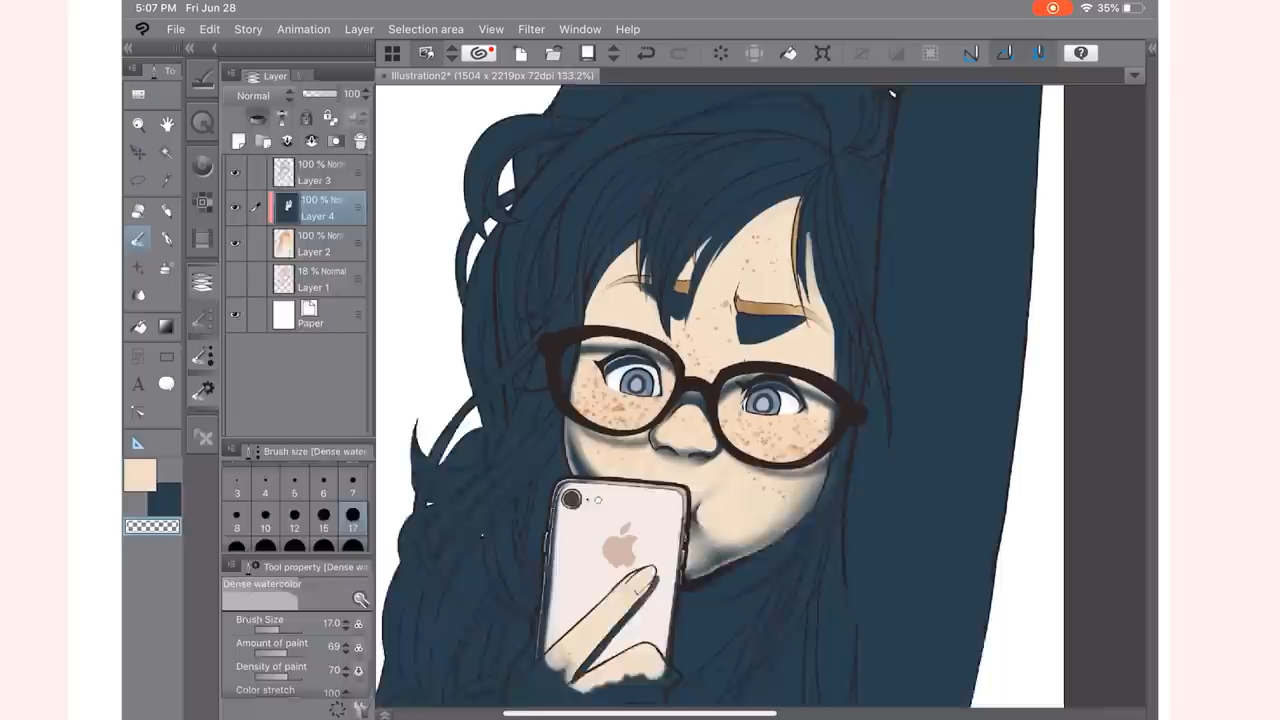 5:07 PM Fri Jun 28
35%
File Edit Story Animation Layer Selection area View Filter Window Help
To
Layer
Illustration2* (1504 x 2219px 72dpi 133.2%)
Normal 100
100 % Norm
Layer 3
100 % Norm
Layer 4
100 % Norm
Layer 2
18 % Normal
Layer 1
Paper
A
Brush size [Dense water
3 4 5 6 7
8 10 12 15 17
Tool property [Dense wa
Dense watercolor
Brush Size 17.0
Amount of paint 69
Density of paint 70
Color stretch 100